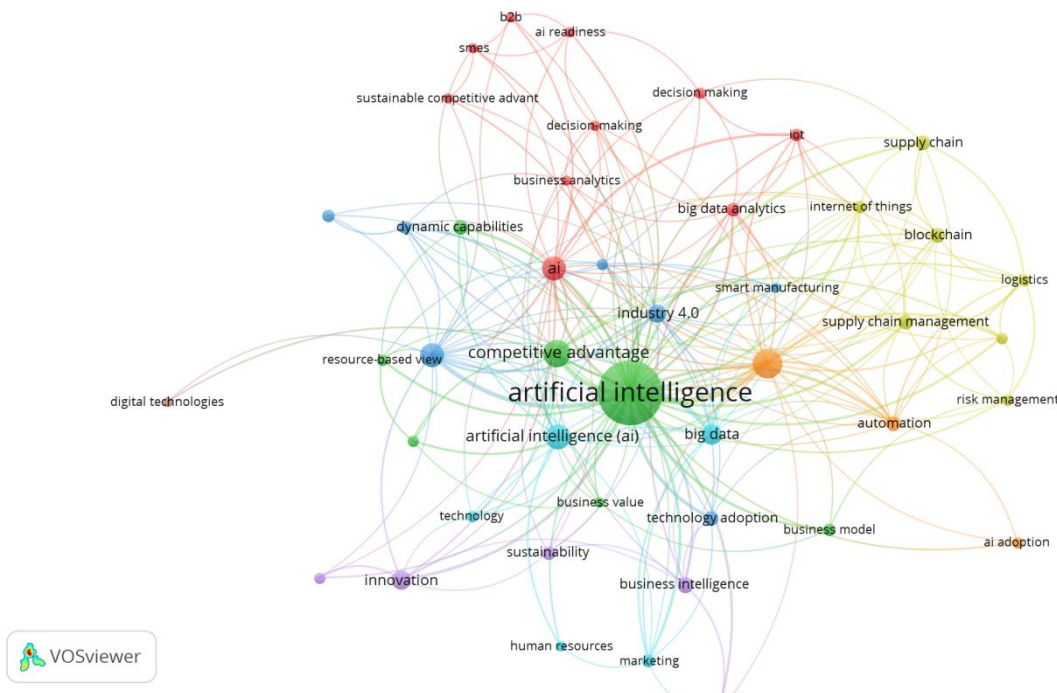 b2b
ai readiness
smes
sustainable competitive advant
decision making
decision-making
iot
supply chain
business analytics
big data analytics
internet of things
dynamic capabilities
blockchain
ai
logistics
smart manufacturing
industry 4.0
supply chain management
resource-based view
competitive advantage
artificial intelligence
digital technologies
risk management
automation
artificial intelligence (ai)
big data
business value
technology
technology adoption
business model
sustainability
ai adoption
innovation
business intelligence
human resources
marketing
VOSviewer